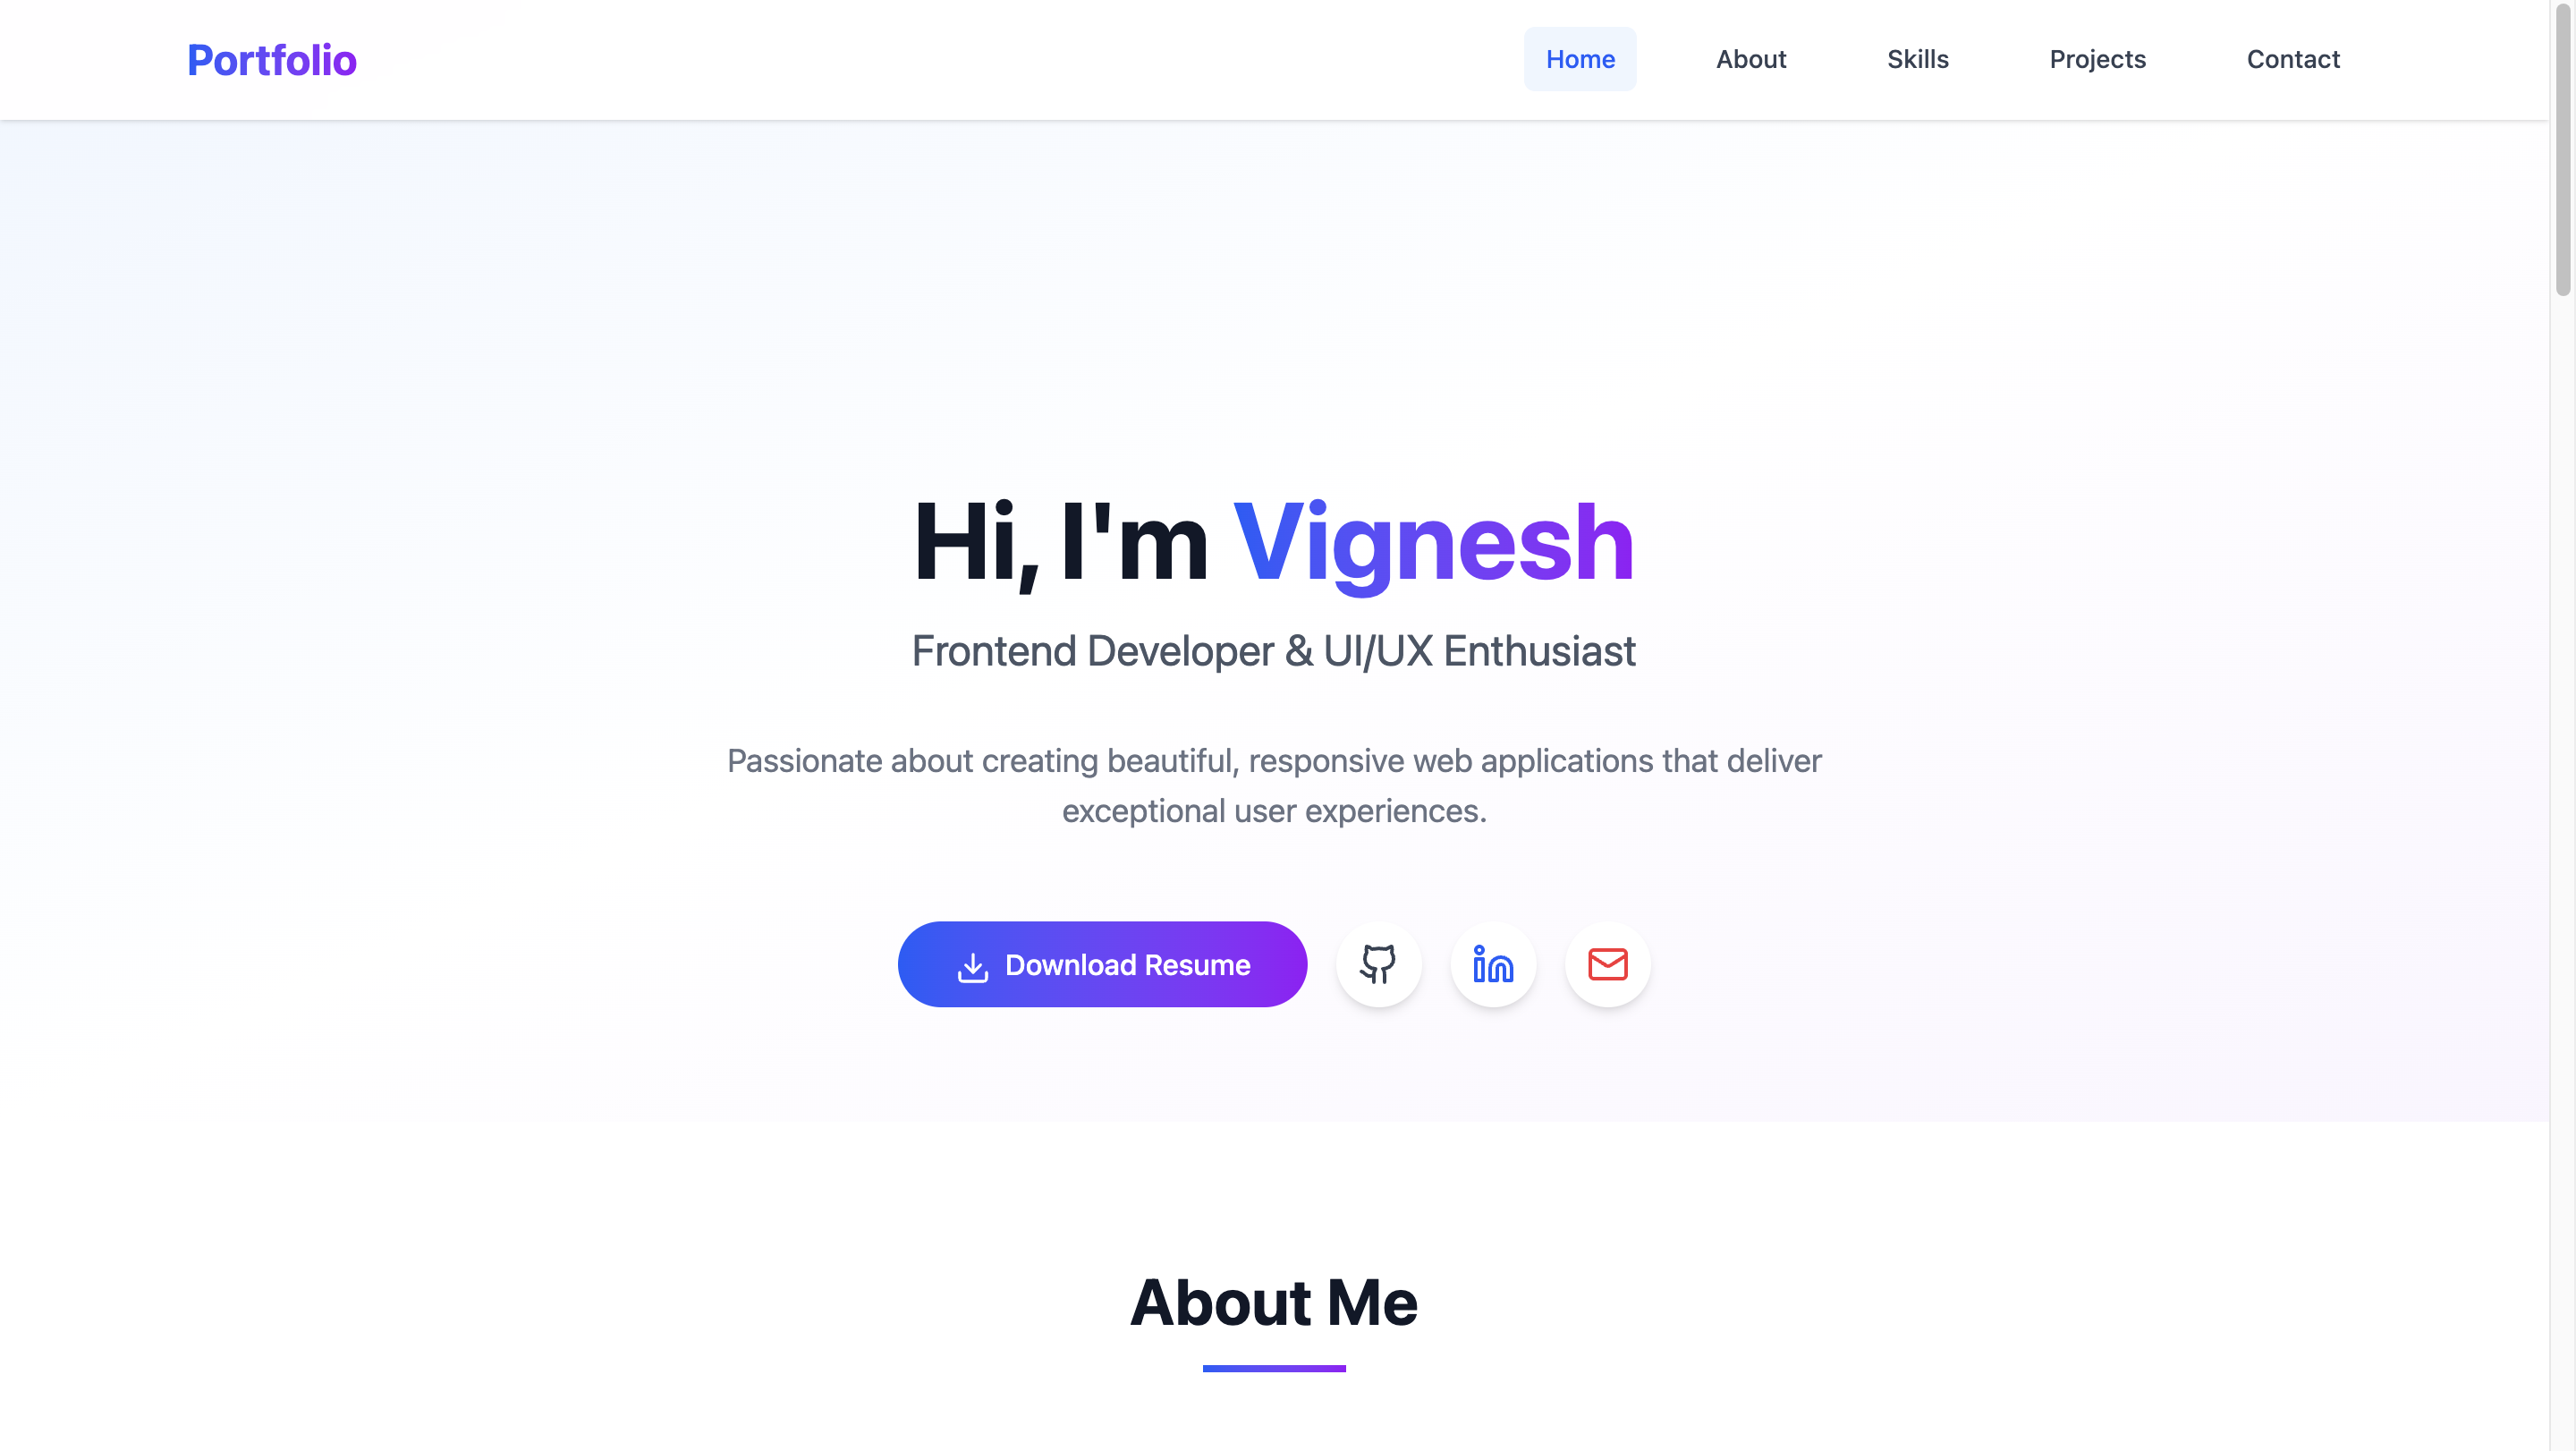 Portfolio
Home
About
Skills
Projects
Contact
Hi, I'm Vignesh
Frontend Developer & UI/UX Enthusiast
Passionate about creating beautiful, responsive web applications that deliver
exceptional user experiences.
Download Resume
in
About Me